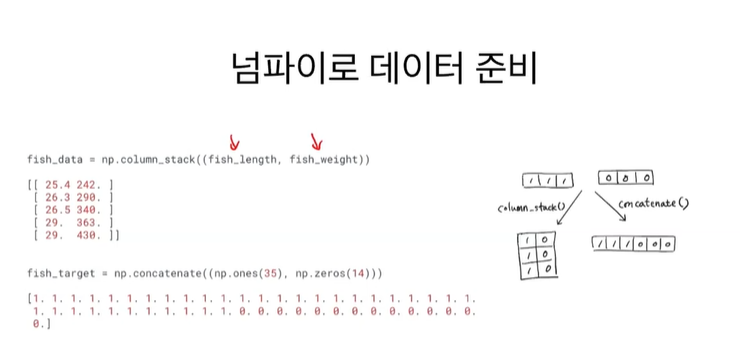 넘파이로 데이터 준비
fish_data = np.column_stack((fish_length, fish_weight))
[[ 25.4 242. ]
[ 26.3 290. ]
[ 26.5 340. ]
[ 29. 363. ]
[ 29. 430. ]]
fish_target = np.concatenate((np.ones(35), np.zeros(14)))
[1. 1. 1. 1. 1. 1. 1. 1. 1. 1. 1. 1. 1. 1. 1. 1. 1. 1. 1. 1. 1. 1. 1. 1.
1. 1. 1. 1. 1. 1. 1. 1. 1. 1. 1. 0. 0. 0. 0. 0. 0. 0. 0. 0. 0. 0. 0. 0.
0.]
1 1 1
0 0 0
column_stack()
concatenate()
1 0
1 0
1 0
1 1 1 0 0 0